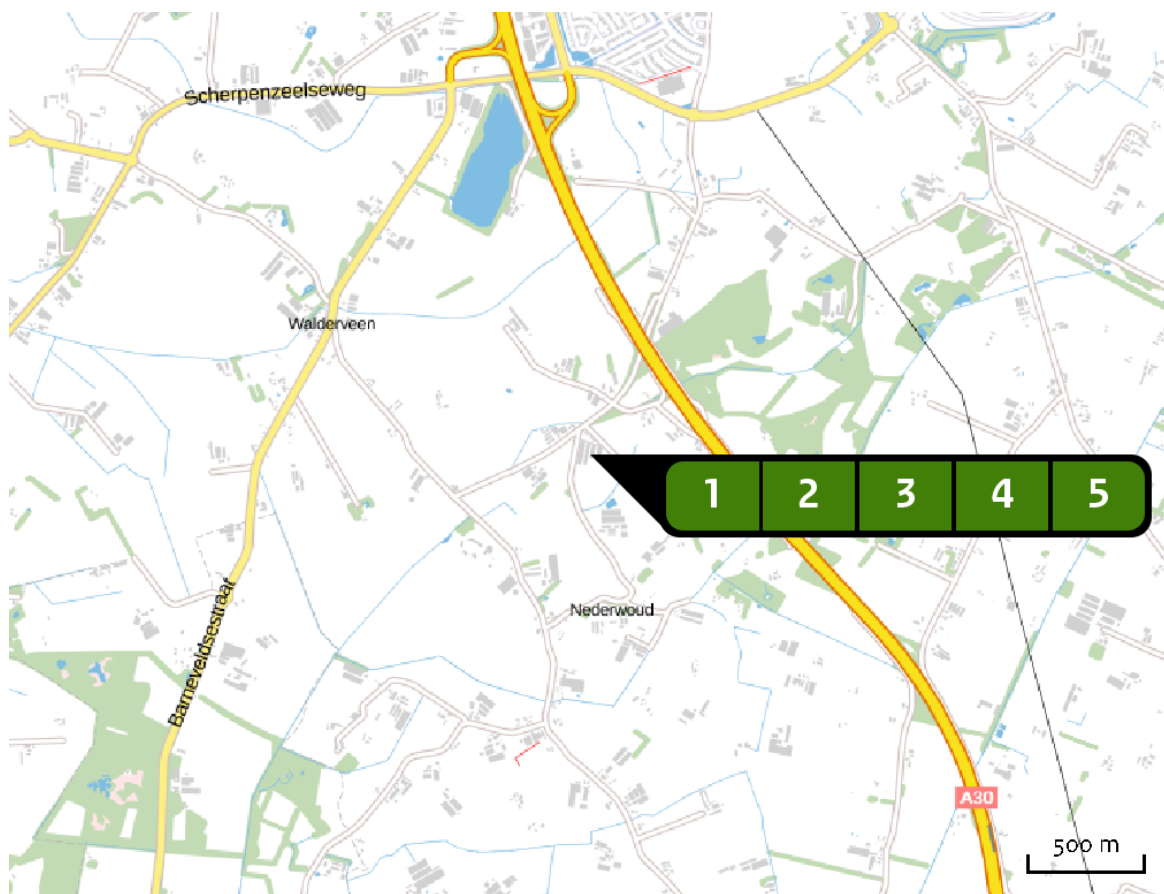 Scherpenzeelseweg
Walderveen
1 2 3 4 5
Barneveldsestraat
Nederwoud
A30
500 m